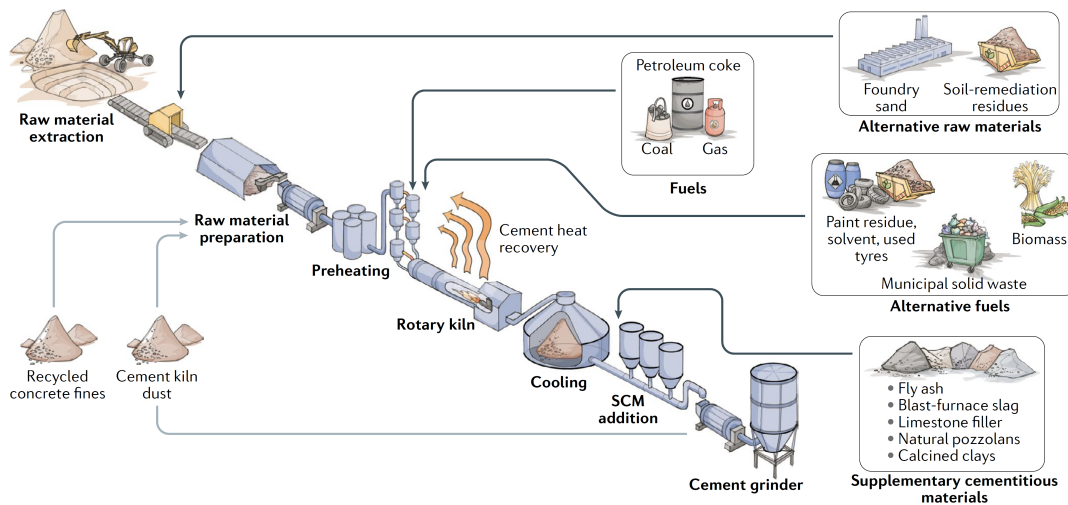 Raw material
extraction
Petroleum coke
Coal
Gas
Fuels
Foundry
sand
Soil-remediation
residues
Alternative raw materials
Raw material
preparation
Preheating
Cement heat
recovery
Paint residue,
solvent, used
tyres
Biomass
Municipal solid waste
Alternative fuels
Rotary kiln
Cooling
SCM
addition
Recycled
concrete fines
Cement kiln
dust
• Fly ash
• Blast-furnace slag
• Limestone filler
• Natural pozzolans
• Calcined clays
Supplementary cementitious
materials
Cement grinder